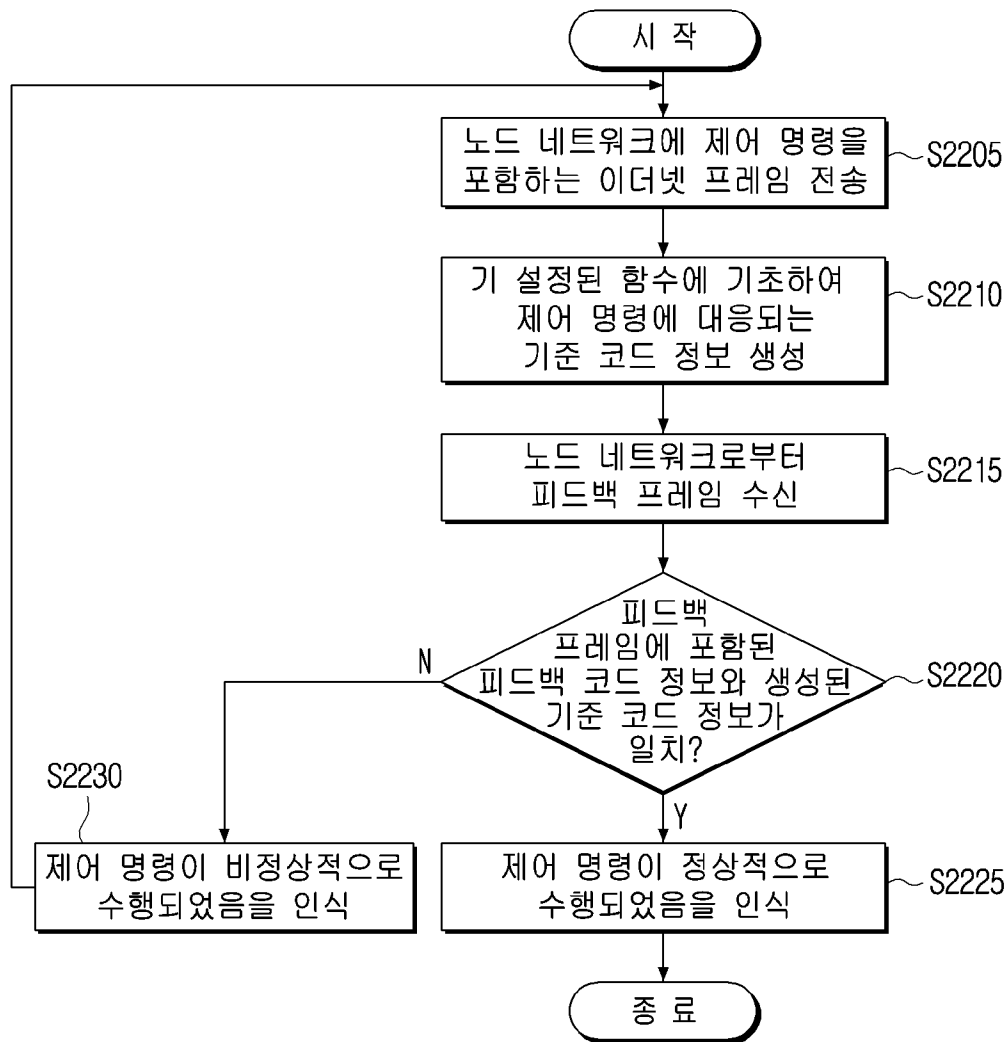 시 작
노드 네트워크에 제어 명령을
포함하는 이더넷 프레임 전송
S2205
기 설정된 함수에 기초하여
제어 명령에 대응되는
기준 코드 정보 생성
S2210
노드 네트워크로부터
피드백 프레임 수신
S2215
피드백
프레임에 포함된
피드백 코드 정보와 생성된
기준 코드 정보가
일치?
S2220
N
Y
S2230
제어 명령이 비정상적으로
수행되었음을 인식
제어 명령이 정상적으로
수행되었음을 인식
S2225
종 료